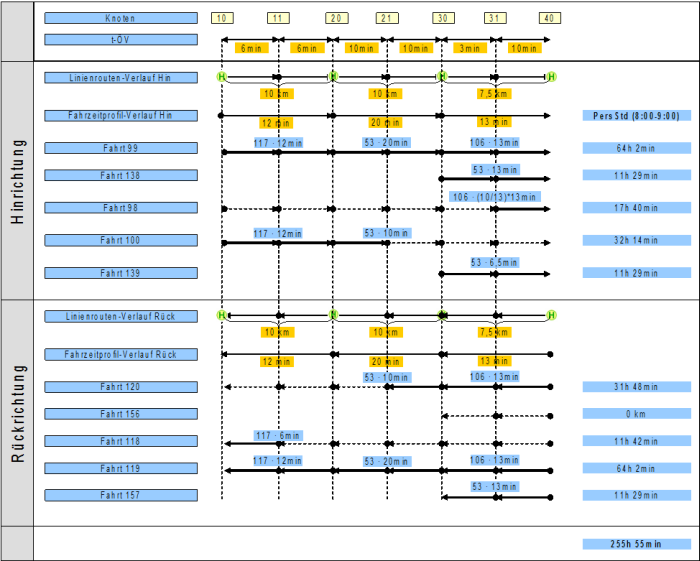 Knoten 10 11 20 21 30 31 40
t-ÖV
6min 6min 10min 10min 3min 10min
Hinrichtung
Linienrouten-Verlauf Hin H H H H
10 km 10 km 7,5 km
Fahrzeitprofil-Verlauf Hin PersStd (8:00-9:00)
12 min 20 min 13 min
117 · 12min 53 · 20min 106 · 13min
Fahrt 99 64h 2min
53 · 13min
Fahrt 138 11h 29min
106 · (10/13)*13min
Fahrt 98 17h 40min
117 · 12min 53 · 10min
Fahrt 100 32h 14min
53 · 6,5min
Fahrt 139 11h 29min
Rückrichtung
Linienrouten-Verlauf Rück H H H H
10 km 10 km 7,5 km
Fahrzeitprofil-Verlauf Rück
12 min 20 min 13 min
53 · 10min 106 · 13min
Fahrt 120 31h 48min
Fahrt 156 0 km
117 · 6min
Fahrt 118 11h 42min
117 · 12min 53 · 20min 106 · 13min
Fahrt 119 64h 2min
53 · 13min
Fahrt 157 11h 29min
255h 55min